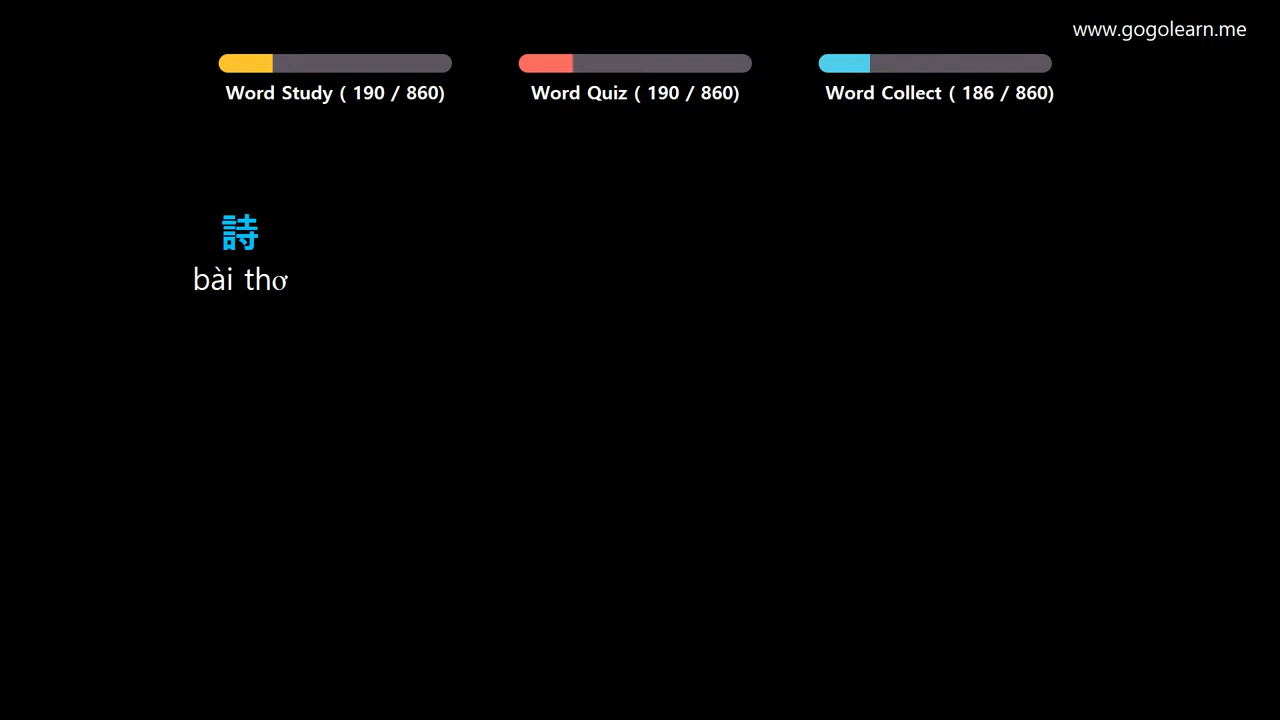 www.gogolearn.me
Word Study ( 190 / 860)
Word Quiz ( 190 / 860)
Word Collect ( 186 / 860)
詩
bài thơ